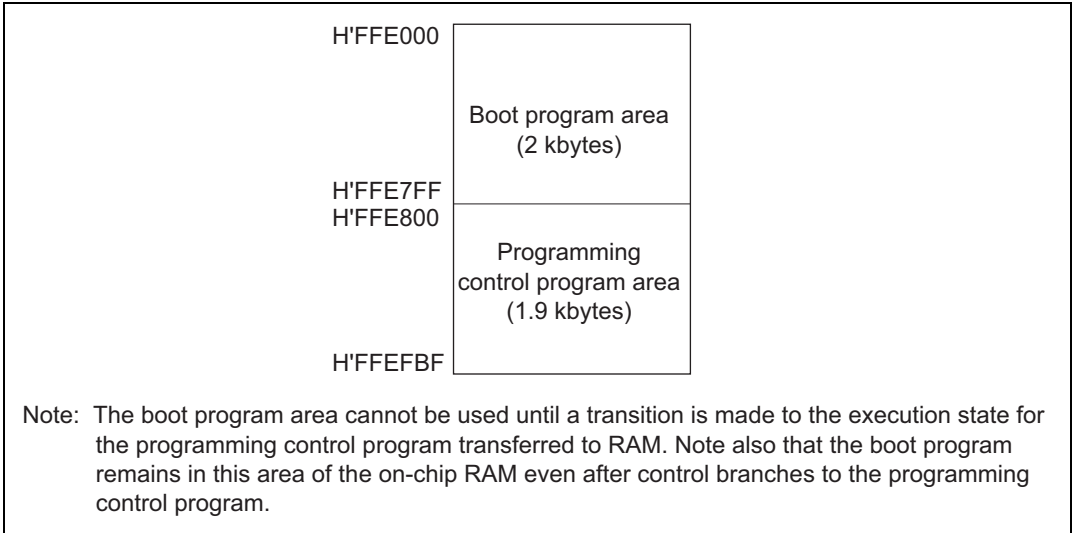 H'FFE000
Boot program area
(2 kbytes)
H'FFE7FF
H'FFE800
Programming
control program area
(1.9 kbytes)
H'FFEFBF
Note: The boot program area cannot be used until a transition is made to the execution state for
the programming control program transferred to RAM. Note also that the boot program
remains in this area of the on-chip RAM even after control branches to the programming
control program.